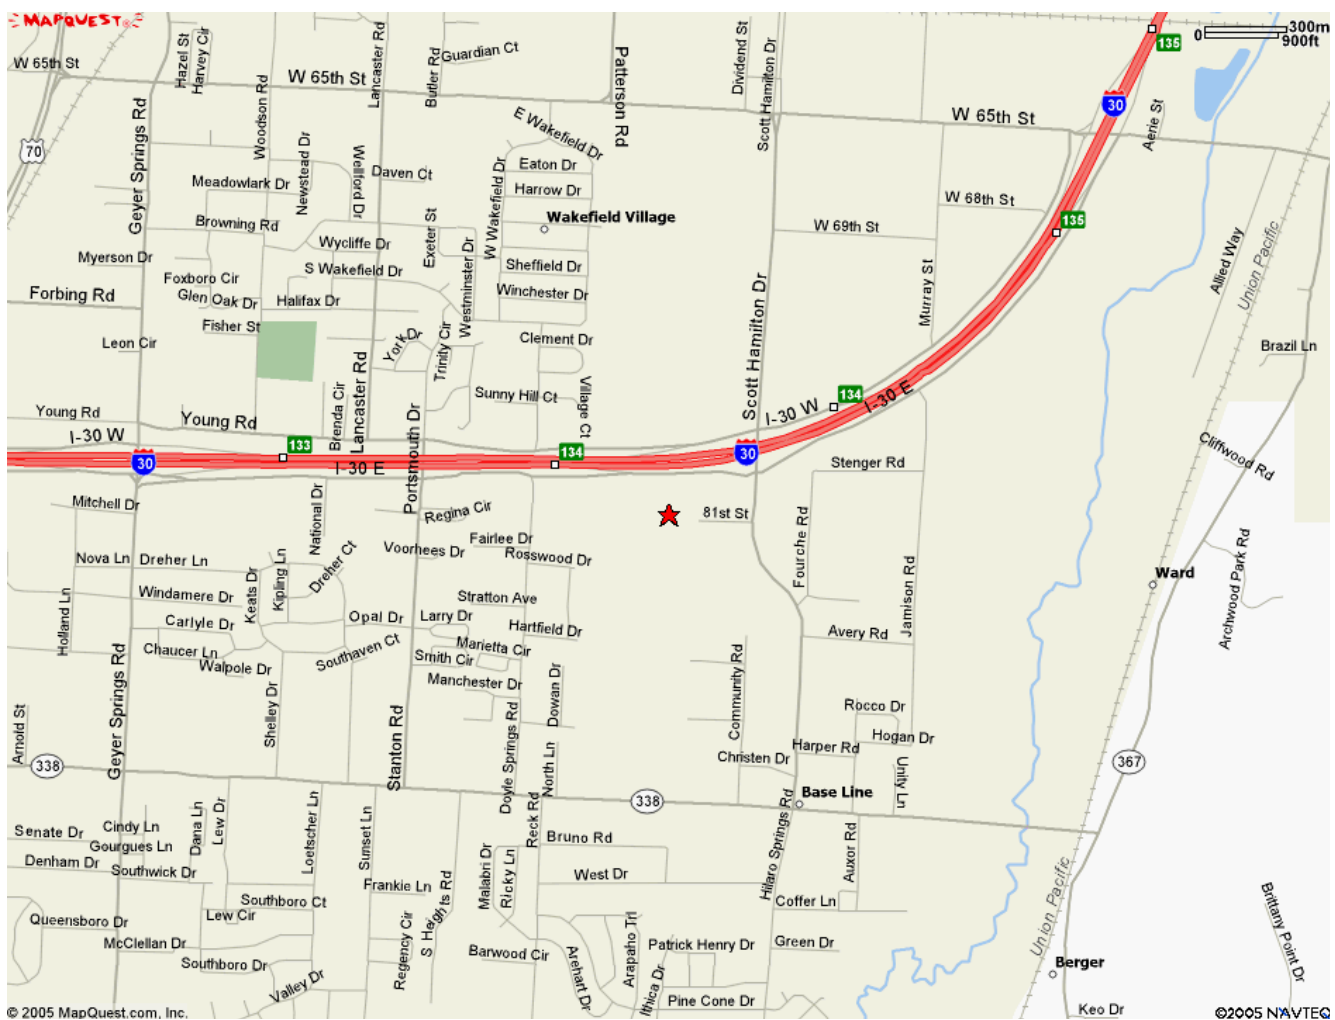 MAPQUEST
300m
0
900ft
135
W 65th St
Hazel St
Harvey Cir
Lancaster Rd
Butler Rd
Guardian Ct
Patterson Rd
Dividend St
Scott Hamilton Dr
W 65th St
30
W 65th St
Aerie St
70
Geyer Springs Rd
Woodson Rd
Newstead Dr
Wellford Dr
Daven Ct
E Wakefield Dr
Eaton Dr
Harrow Dr
W Wakefield Dr
Meadowlark Dr
Browning Rd
Wakefield Village
W 68th St
W 69th St
135
Wycliffe Dr
Exeter St
Westminster Dr
Myerson Dr
Foxboro Cir
S Wakefield Dr
Sheffield Dr
Winchester Dr
Forbing Rd
Glen Oak Dr
Halifax Dr
Fisher St
Leon Cir
York Dr
Trinity Cir
Clement Dr
Scott Hamilton Dr
Murray St
Allied Way
Union Pacific
Brazil Ln
Lancaster Rd
Brenda Cir
Sunny Hill Ct
Village Ct
Young Rd
Young Rd
I-30 W
133
134
134
I-30 W
I-30 E
30
I-30 E
30
Portsmouth Dr
Stenger Rd
Cliffwood Rd
Mitchell Dr
National Dr
Regina Cir
81st St
Fourche Rd
Jamison Rd
Nova Ln
Dreher Ln
Keats Dr
Kipling Ln
Dreher Ct
Voorhees Dr
Fairlee Dr
Rosswood Dr
Ward
Archwood Park Rd
Holland Ln
Windamere Dr
Carlyle Dr
Chaucer Ln
Walpole Dr
Opal Dr
Larry Dr
Stratton Ave
Hartfield Dr
Avery Rd
Southaven Ct
Smith Cir
Marietta Cir
Manchester Dr
Geyer Springs Rd
Shelley Dr
Stanton Rd
Doyle Springs Rd
Dowan Dr
North Ln
Community Rd
Rocco Dr
Hogan Dr
Harper Rd
Christen Dr
Unity Ln
Arnold St
338
338
Base Line
367
Senate Dr
Cindy Ln
Gourgues Ln
Dana Ln
Lew Dr
Loetscher Ln
Sunset Ln
Reck Rd
Bruno Rd
Hilaro Springs Rd
Auxor Rd
Denham Dr
Southwick Dr
Frankie Ln
S Heights Rd
Malabri Dr
Ricky Ln
West Dr
Coffer Ln
Union Pacific
Brittany Point Dr
Queensboro Dr
Lew Cir
Southboro Ct
McClellan Dr
Southboro Dr
Valley Dr
Regency Cir
Barwood Cir
Arehart Dr
Arapaho Trl
Ithica Dr
Patrick Henry Dr
Green Dr
Pine Cone Dr
Berger
Keo Dr
© 2005 MapQuest.com, Inc.
©2005 NAVTEQ